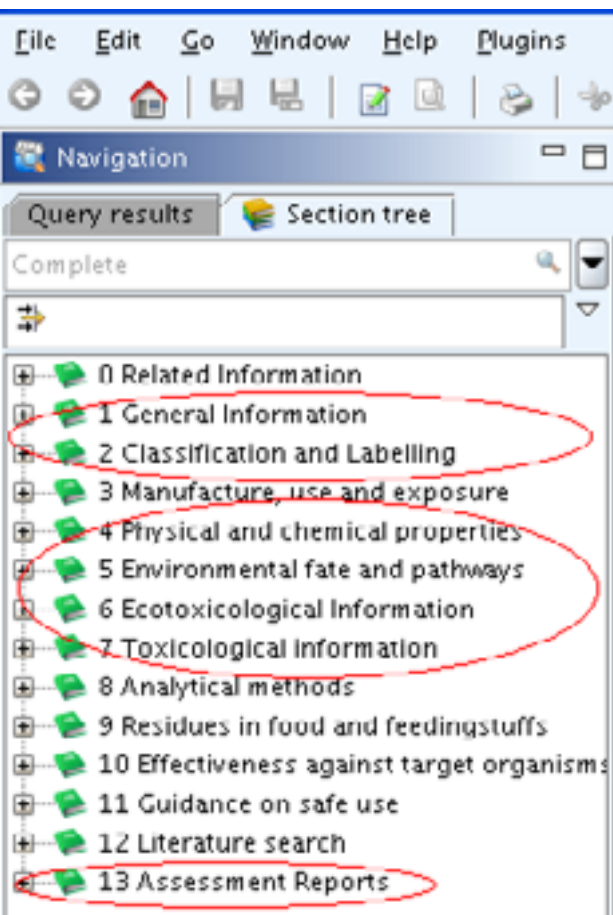 File Edit Go Window Help Plugins
Navigation
Query results Section tree
Complete
0 Related Information
1 General Information
2 Classification and Labelling
3 Manufacture, use and exposure
4 Physical and chemical properties
5 Environmental fate and pathways
6 Ecotoxicological Information
7 Toxicological information
8 Analytical methods
9 Residues in food and feedingstuffs
10 Effectiveness against target organisms
11 Guidance on safe use
12 Literature search
13 Assessment Reports